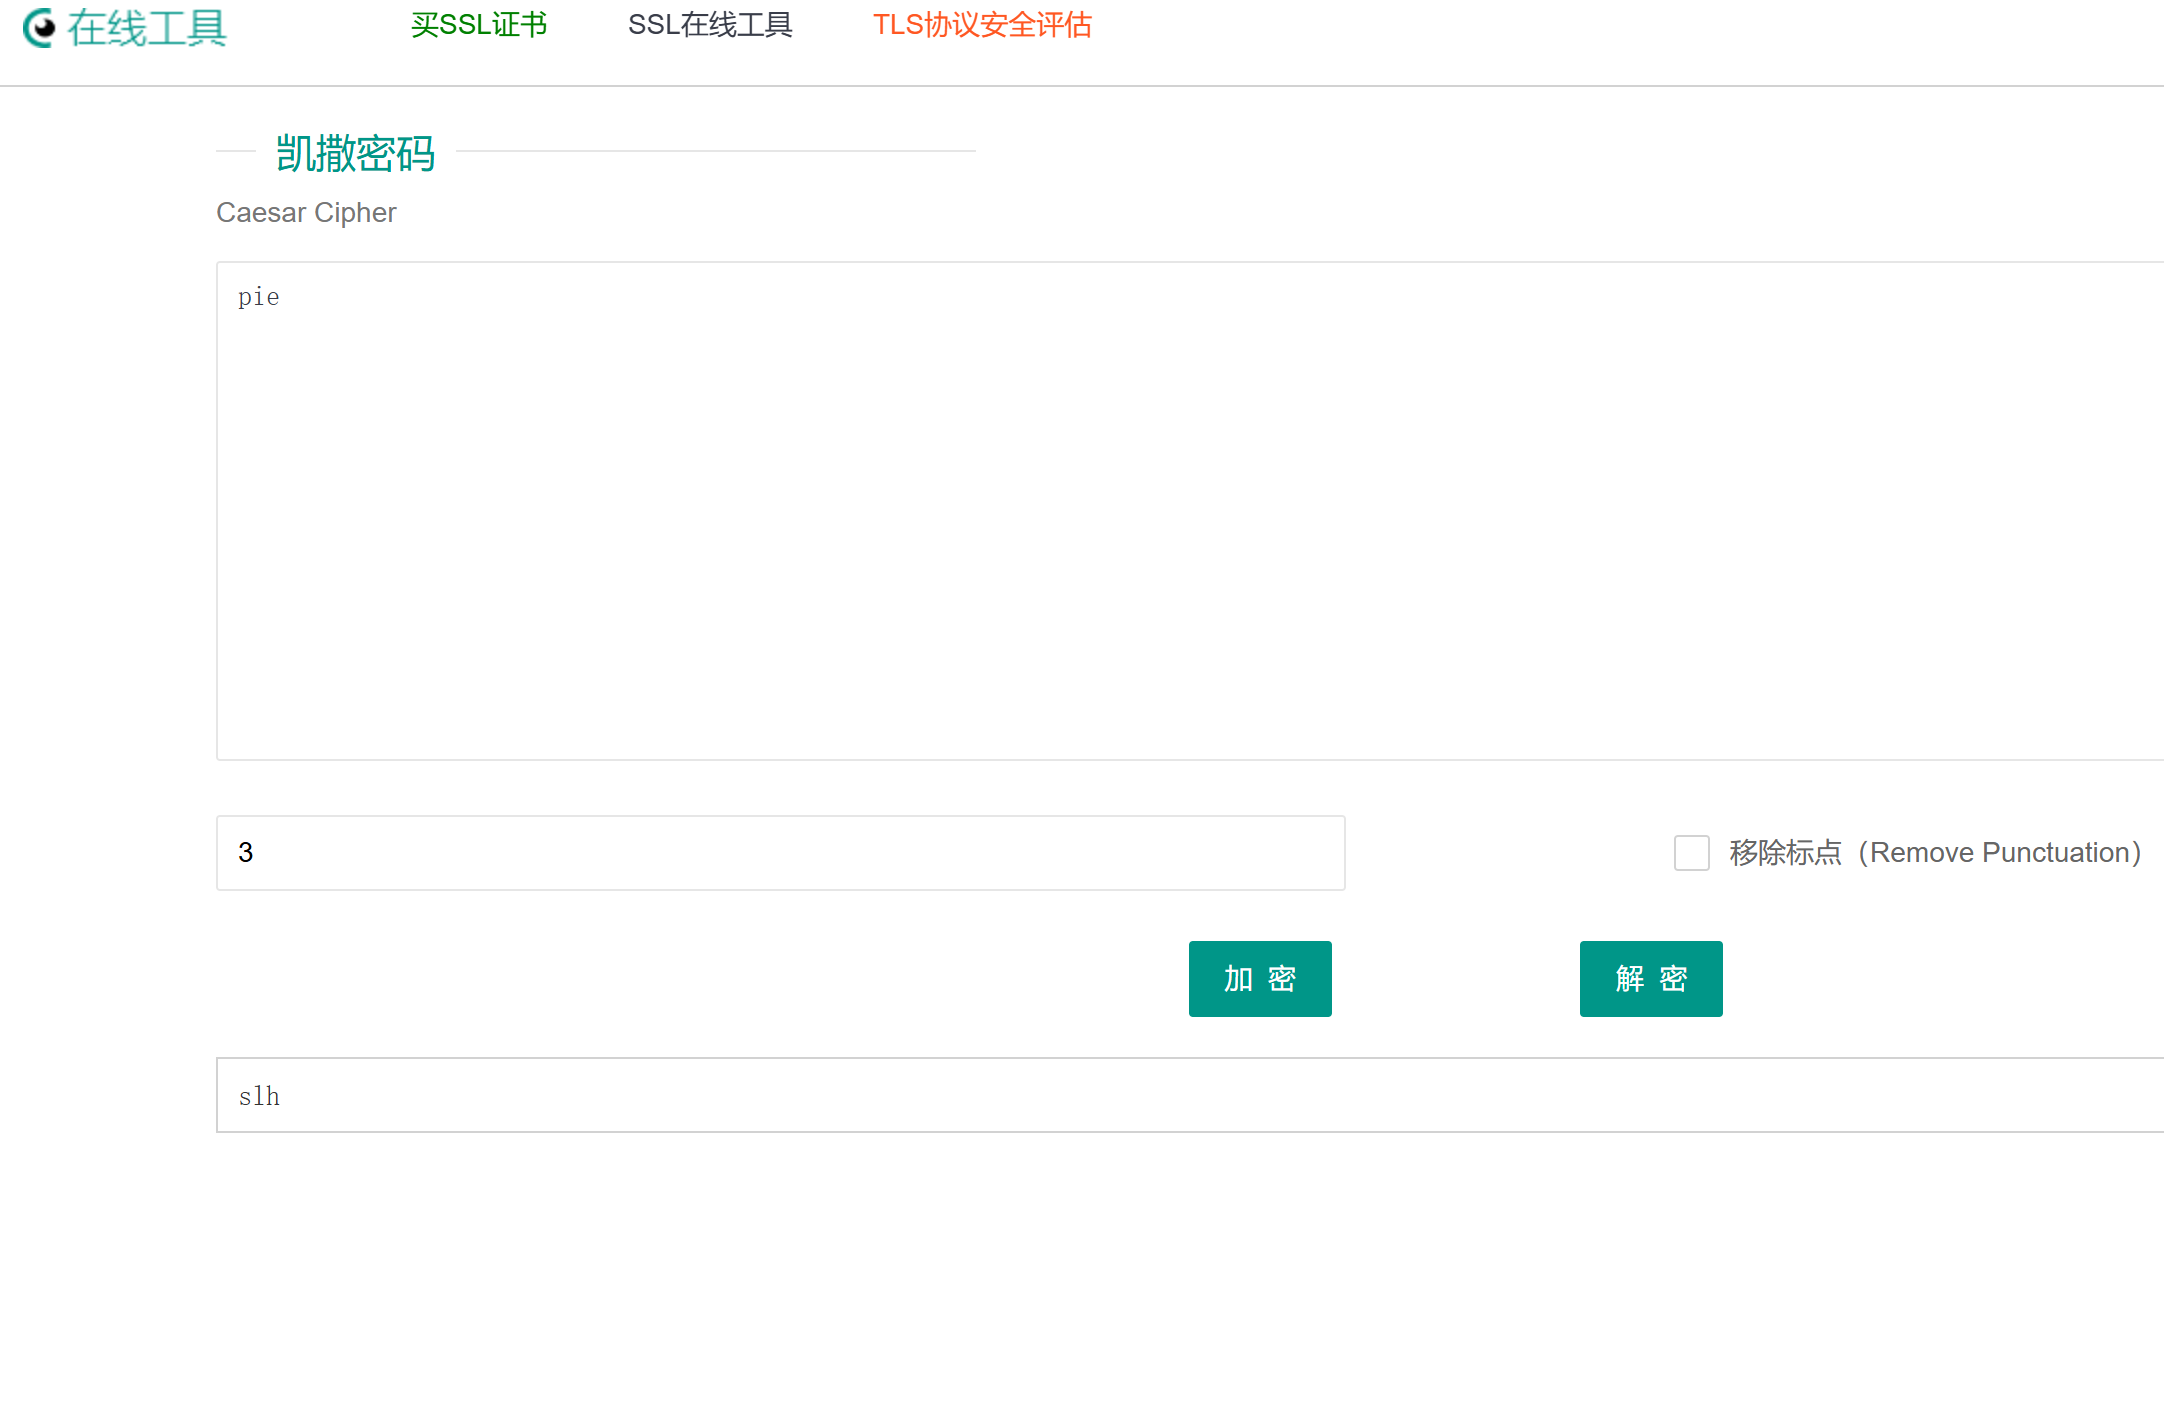 在线工具 买SSL证书 SSL在线工具 TLS协议安全评估
凯撒密码
Caesar Cipher
pie
3 移除标点（Remove Punctuation）
加 密 解 密
slh